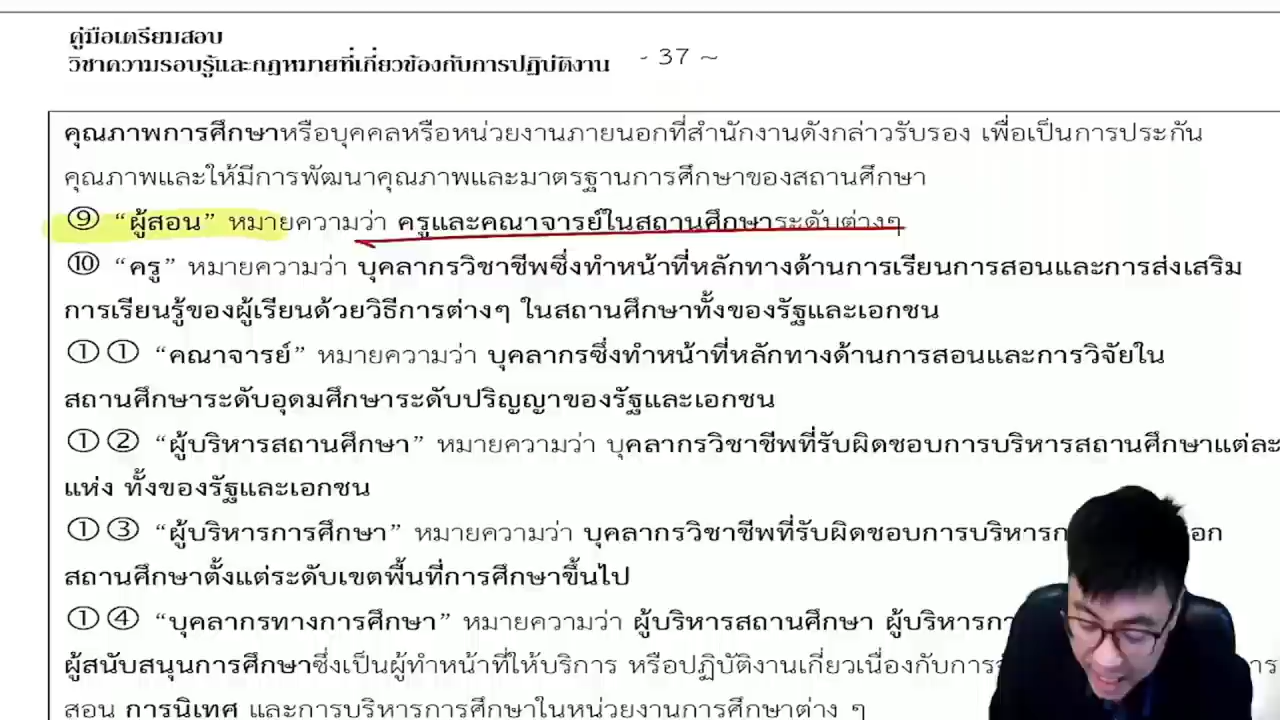 คู่มือเตรียมสอบ
วิชาความรอบรู้และกฎหมายที่เกี่ยวข้องกับการปฏิบัติงาน - 37 ~
คุณภาพการศึกษาหรือบุคคลหรือหน่วยงานภายนอกที่สำนักงานดังกล่าวรับรอง เพื่อเป็นการประกัน
คุณภาพและให้มีการพัฒนาคุณภาพและมาตรฐานการศึกษาของสถานศึกษา
⑨ “ผู้สอน” หมายความว่า ครูและคณาจารย์ในสถานศึกษาระดับต่างๆ
⑩ “ครู” หมายความว่า บุคลากรวิชาชีพซึ่งทำหน้าที่หลักทางด้านการเรียนการสอนและการส่งเสริม
การเรียนรู้ของผู้เรียนด้วยวิธีการต่างๆ ในสถานศึกษาทั้งของรัฐและเอกชน
①① “คณาจารย์” หมายความว่า บุคลากรซึ่งทำหน้าที่หลักทางด้านการสอนและการวิจัยใน
สถานศึกษาระดับอุดมศึกษาระดับปริญญาของรัฐและเอกชน
①② “ผู้บริหารสถานศึกษา” หมายความว่า บุคลากรวิชาชีพที่รับผิดชอบการบริหารสถานศึกษาแต่ละ
แห่ง ทั้งของรัฐและเอกชน
①③ “ผู้บริหารการศึกษา” หมายความว่า บุคลากรวิชาชีพที่รับผิดชอบการบริหาร
สถานศึกษาตั้งแต่ระดับเขตพื้นที่การศึกษาขึ้นไป
①④ “บุคลากรทางการศึกษา” หมายความว่า ผู้บริหารสถานศึกษา
ผู้สนับสนุนการศึกษาซึ่งเป็นผู้ทำหน้าที่ให้บริการ หรือปฏิบัติงานเกี่ยวเนื่องกับการ
สอน การนิเทศ และการบริหารการศึกษาในหน่วยงานการศึกษาต่าง ๆ